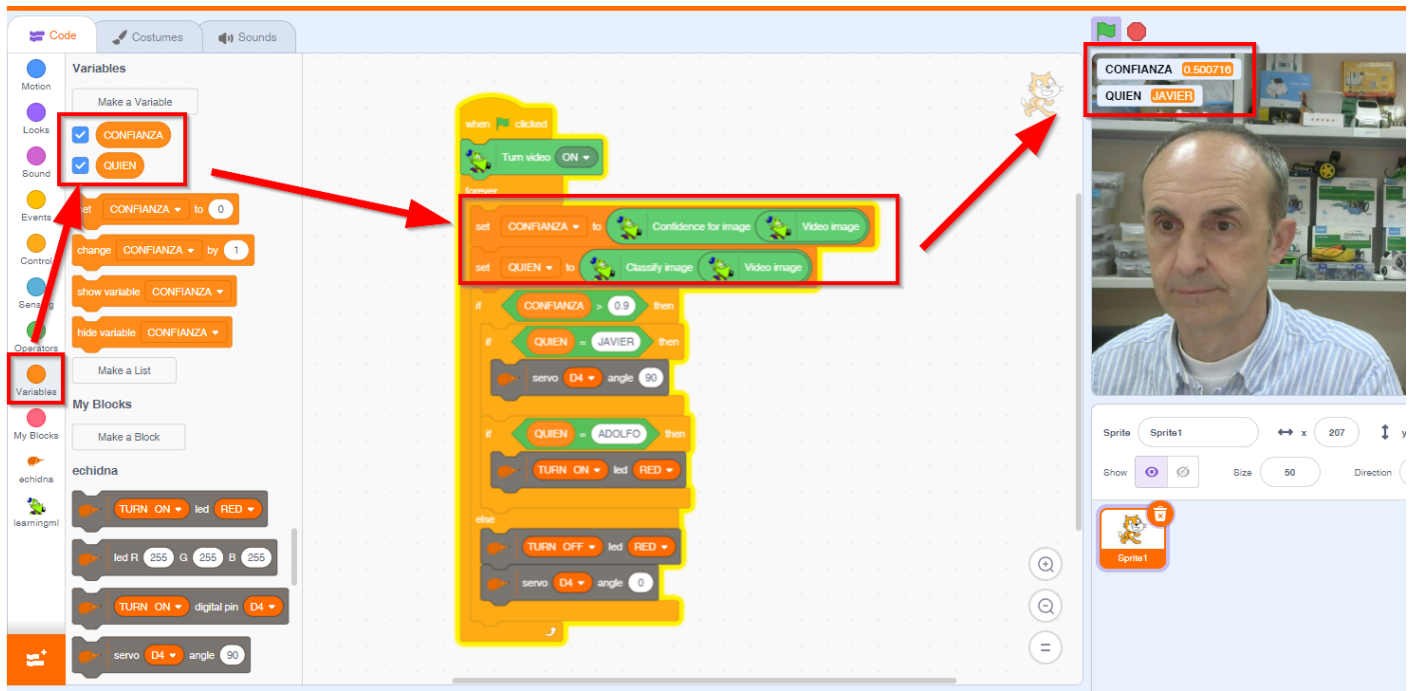 Code
Costumes
Sounds
Motion
Looks
Sound
Events
Control
Sensing
Operators
Variables
My Blocks
echidna
learningml
Variables
Make a Variable
CONFIANZA
QUIEN
set CONFIANZA to 0
change CONFIANZA by 1
show variable CONFIANZA
hide variable CONFIANZA
Make a List
My Blocks
Make a Block
echidna
TURN ON led RED
led R 255 G 255 B 255
TURN ON digital pin D4
servo D4 angle 90
when clicked
Turn video ON
forever
set CONFIANZA to Confidence for image Video image
set QUIEN to Classify image Video image
if CONFIANZA > 0.9 then
if QUIEN = JAVIER then
servo D4 angle 90
if QUIEN = ADOLFO then
TURN ON led RED
else
TURN OFF led RED
servo D4 angle 0
CONFIANZA 0.500716
QUIEN JAVIER
Sprite Sprite1 x 207 y
Show Size 50 Direction
Sprite1